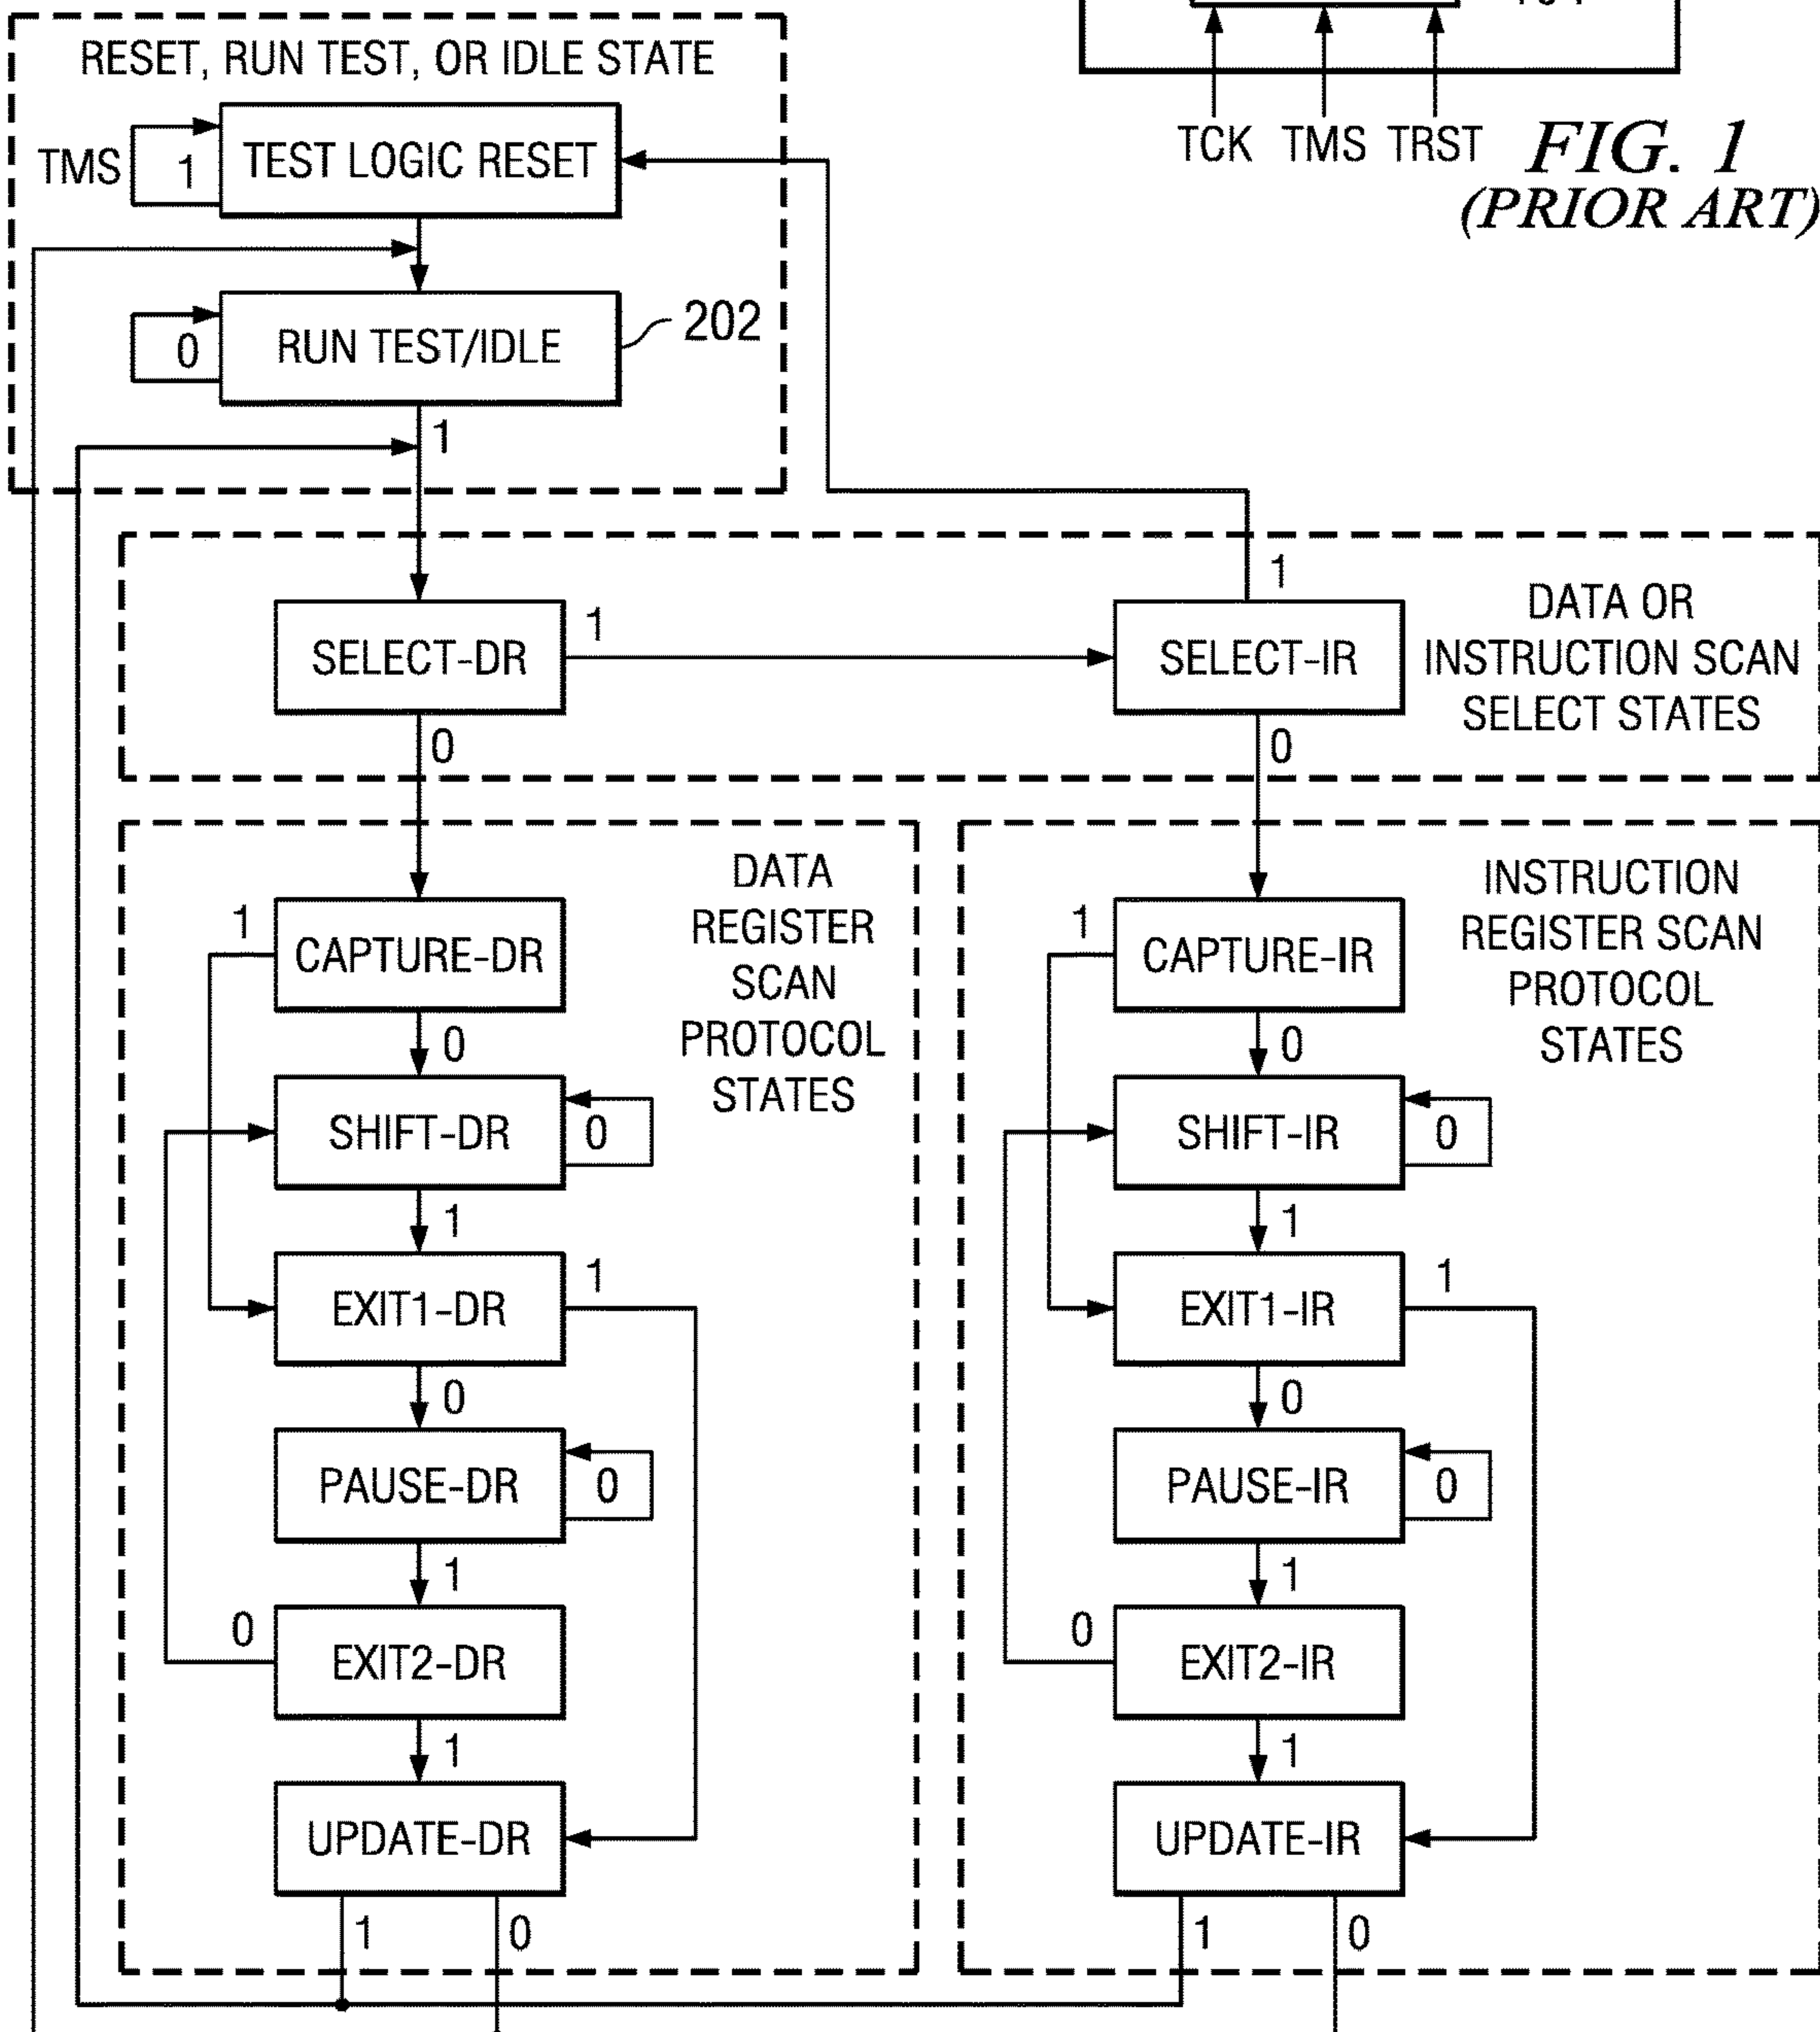 RESET, RUN TEST, OR IDLE STATE
TMS
1
TEST LOGIC RESET
0
RUN TEST/IDLE
202
1
TCK TMS TRST
FIG. 1
(PRIOR ART)
SELECT-DR
1
0
1
SELECT-IR
0
DATA OR
INSTRUCTION SCAN
SELECT STATES
DATA
REGISTER
SCAN
PROTOCOL
STATES
1
CAPTURE-DR
0
SHIFT-DR
0
1
EXIT1-DR
1
0
PAUSE-DR
0
1
0
EXIT2-DR
1
UPDATE-DR
1
0
INSTRUCTION
REGISTER SCAN
PROTOCOL
STATES
1
CAPTURE-IR
0
SHIFT-IR
0
1
EXIT1-IR
1
0
PAUSE-IR
0
1
0
EXIT2-IR
1
UPDATE-IR
1
0